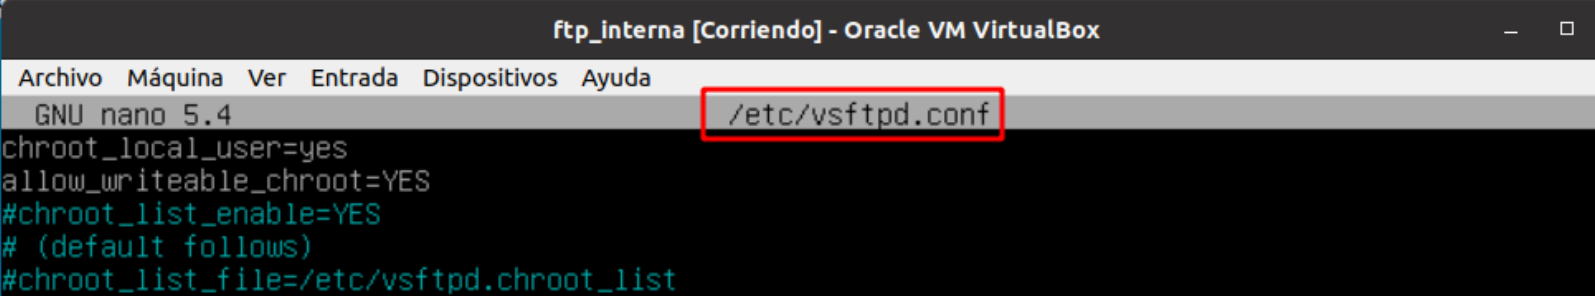 ftp_interna [Corriendo] - Oracle VM VirtualBox
Archivo Máquina Ver Entrada Dispositivos Ayuda
GNU nano 5.4 /etc/vsftpd.conf
chroot_local_user=yes
allow_writeable_chroot=YES
#chroot_list_enable=YES
# (default follows)
#chroot_list_file=/etc/vsftpd.chroot_list